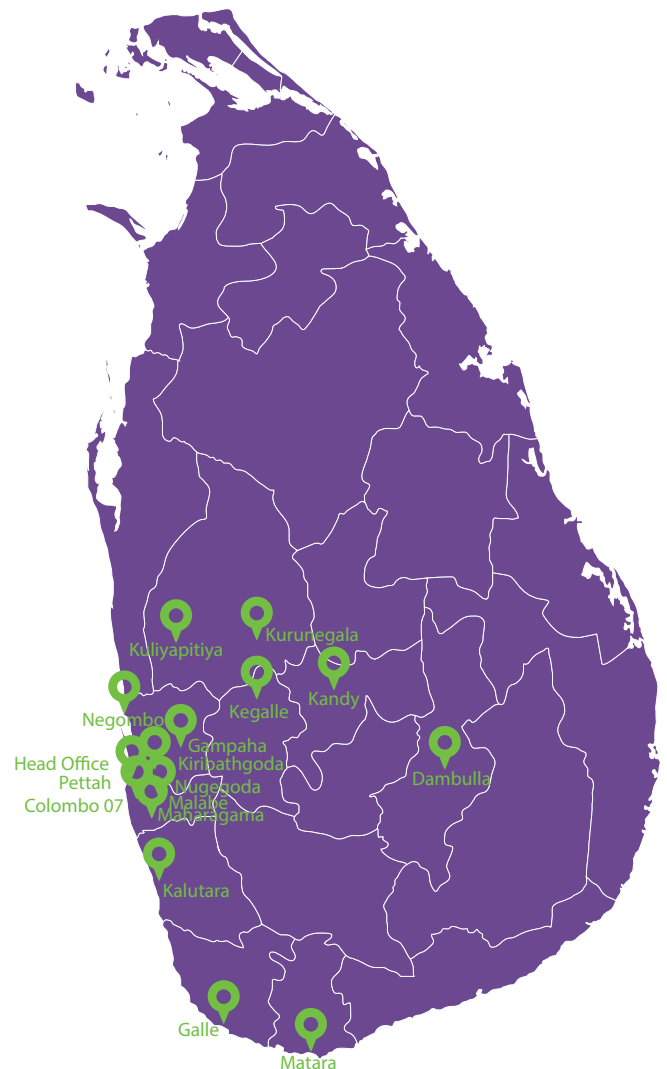 Kurunegala
Kuliyapitiya
Kandy
Kegalle
Negombo
Gampaha
Head Office
Kiribathgoda
Dambulla
Pettah
Nugegoda
Colombo 07
Malabe
Maharagama
Kalutara
Galle
Matara